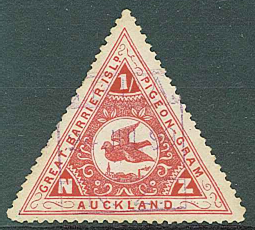 GREAT-BARRIER-ISLD
PIGEON-GRAM
1
N
Z
AUCKLAND